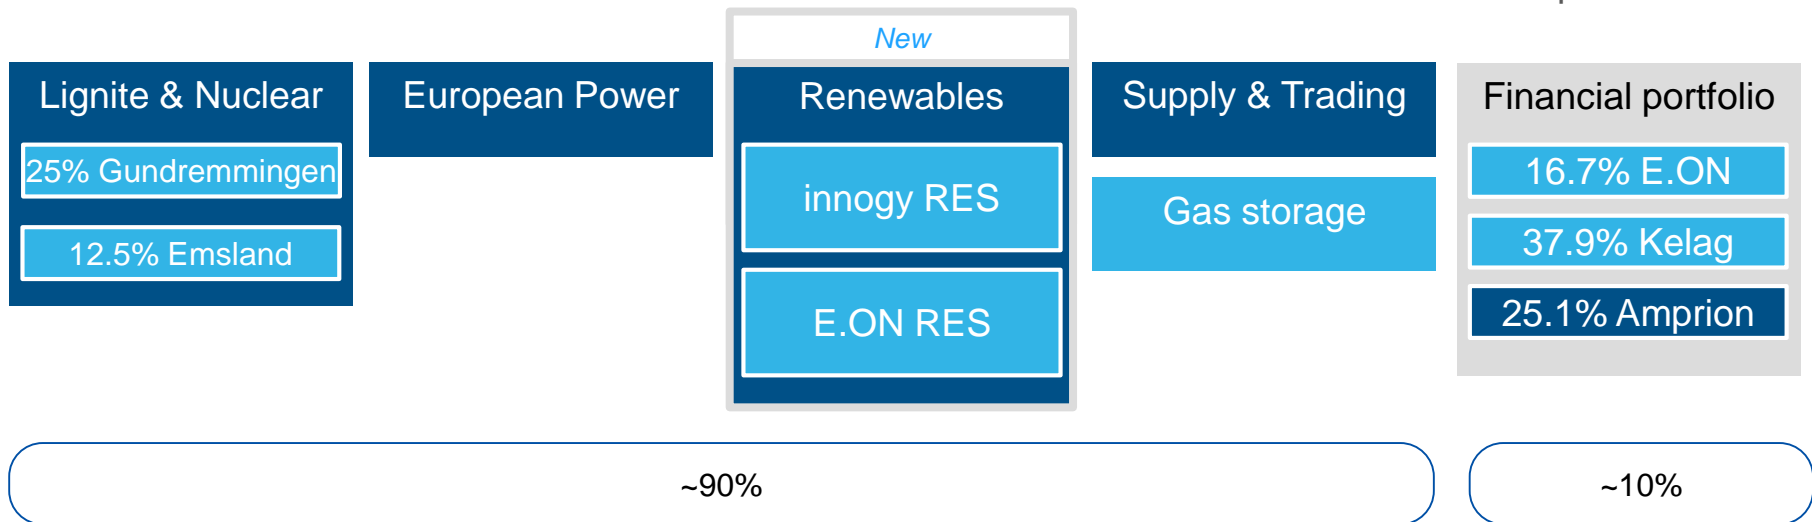 New
Lignite & Nuclear
25% Gundremmingen
12.5% Emsland
European Power
Renewables
innogy RES
E.ON RES
Supply & Trading
Gas storage
Financial portfolio
16.7% E.ON
37.9% Kelag
25.1% Amprion
~90%
~10%